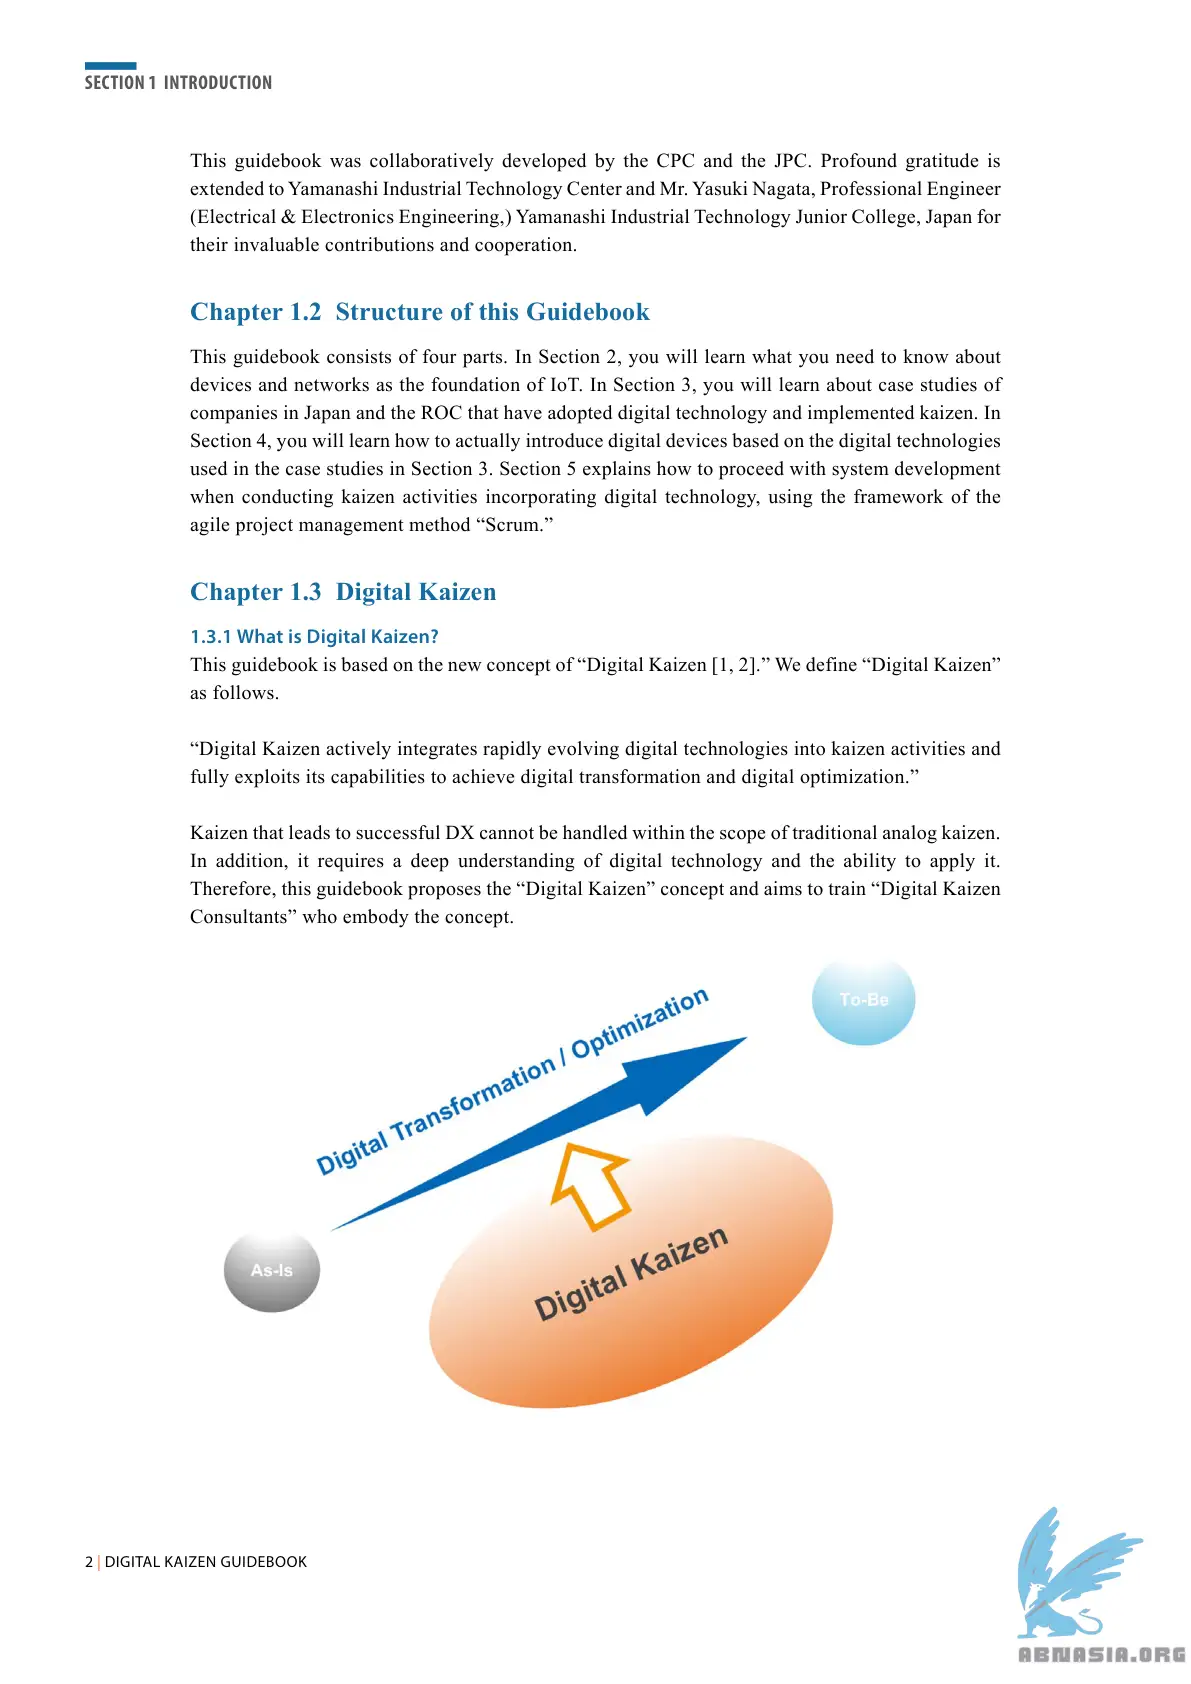 SECTION 1 INTRODUCTION
This guidebook was collaboratively developed by the CPC and the JPC. Profound gratitude is
extended to Yamanashi Industrial Technology Center and Mr. Yasuki Nagata, Professional Engineer
(Electrical & Electronics Engineering,) Yamanashi Industrial Technology Junior College, Japan for
their invaluable contributions and cooperation.
Chapter 1.2 Structure of this Guidebook
This guidebook consists of four parts. In Section 2, you will learn what you need to know about
devices and networks as the foundation of IoT. In Section 3, you will learn about case studies of
companies in Japan and the ROC that have adopted digital technology and implemented kaizen. In
Section 4, you will learn how to actually introduce digital devices based on the digital technologies
used in the case studies in Section 3. Section 5 explains how to proceed with system development
when conducting kaizen activities incorporating digital technology, using the framework of the
agile project management method “Scrum.”
Chapter 1.3 Digital Kaizen
1.3.1 What is Digital Kaizen?
This guidebook is based on the new concept of “Digital Kaizen [1, 2].” We define “Digital Kaizen”
as follows.
“Digital Kaizen actively integrates rapidly evolving digital technologies into kaizen activities and
fully exploits its capabilities to achieve digital transformation and digital optimization.”
Kaizen that leads to successful DX cannot be handled within the scope of traditional analog kaizen.
In addition, it requires a deep understanding of digital technology and the ability to apply it.
Therefore, this guidebook proposes the “Digital Kaizen” concept and aims to train “Digital Kaizen
Consultants” who embody the concept.
To-Be
Digital Transformation / Optimization
As-Is
Digital Kaizen
2 | DIGITAL KAIZEN GUIDEBOOK
ABNASIA.ORG